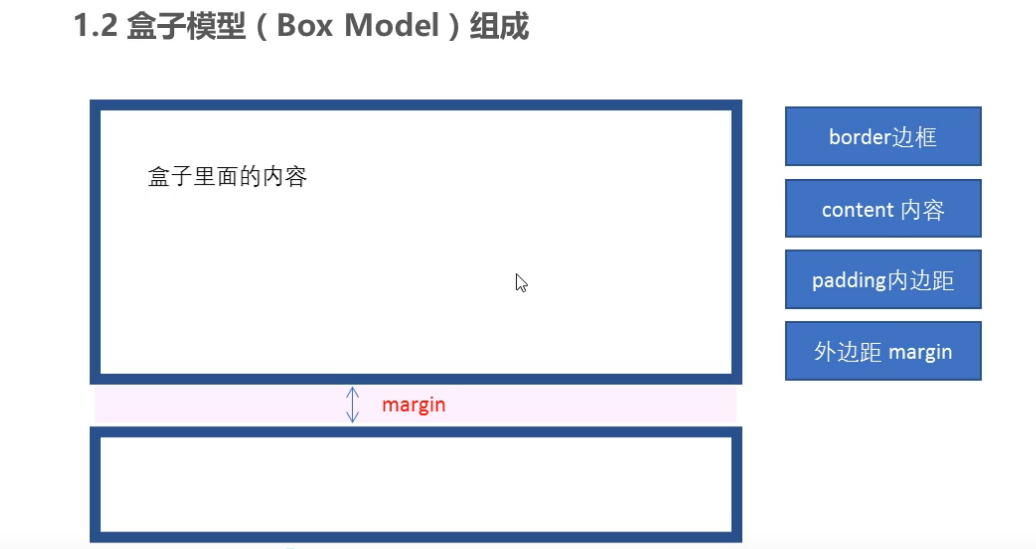 1.2 盒子模型（Box Model）组成
盒子里面的内容
border边框
content 内容
padding内边距
外边距 margin
margin